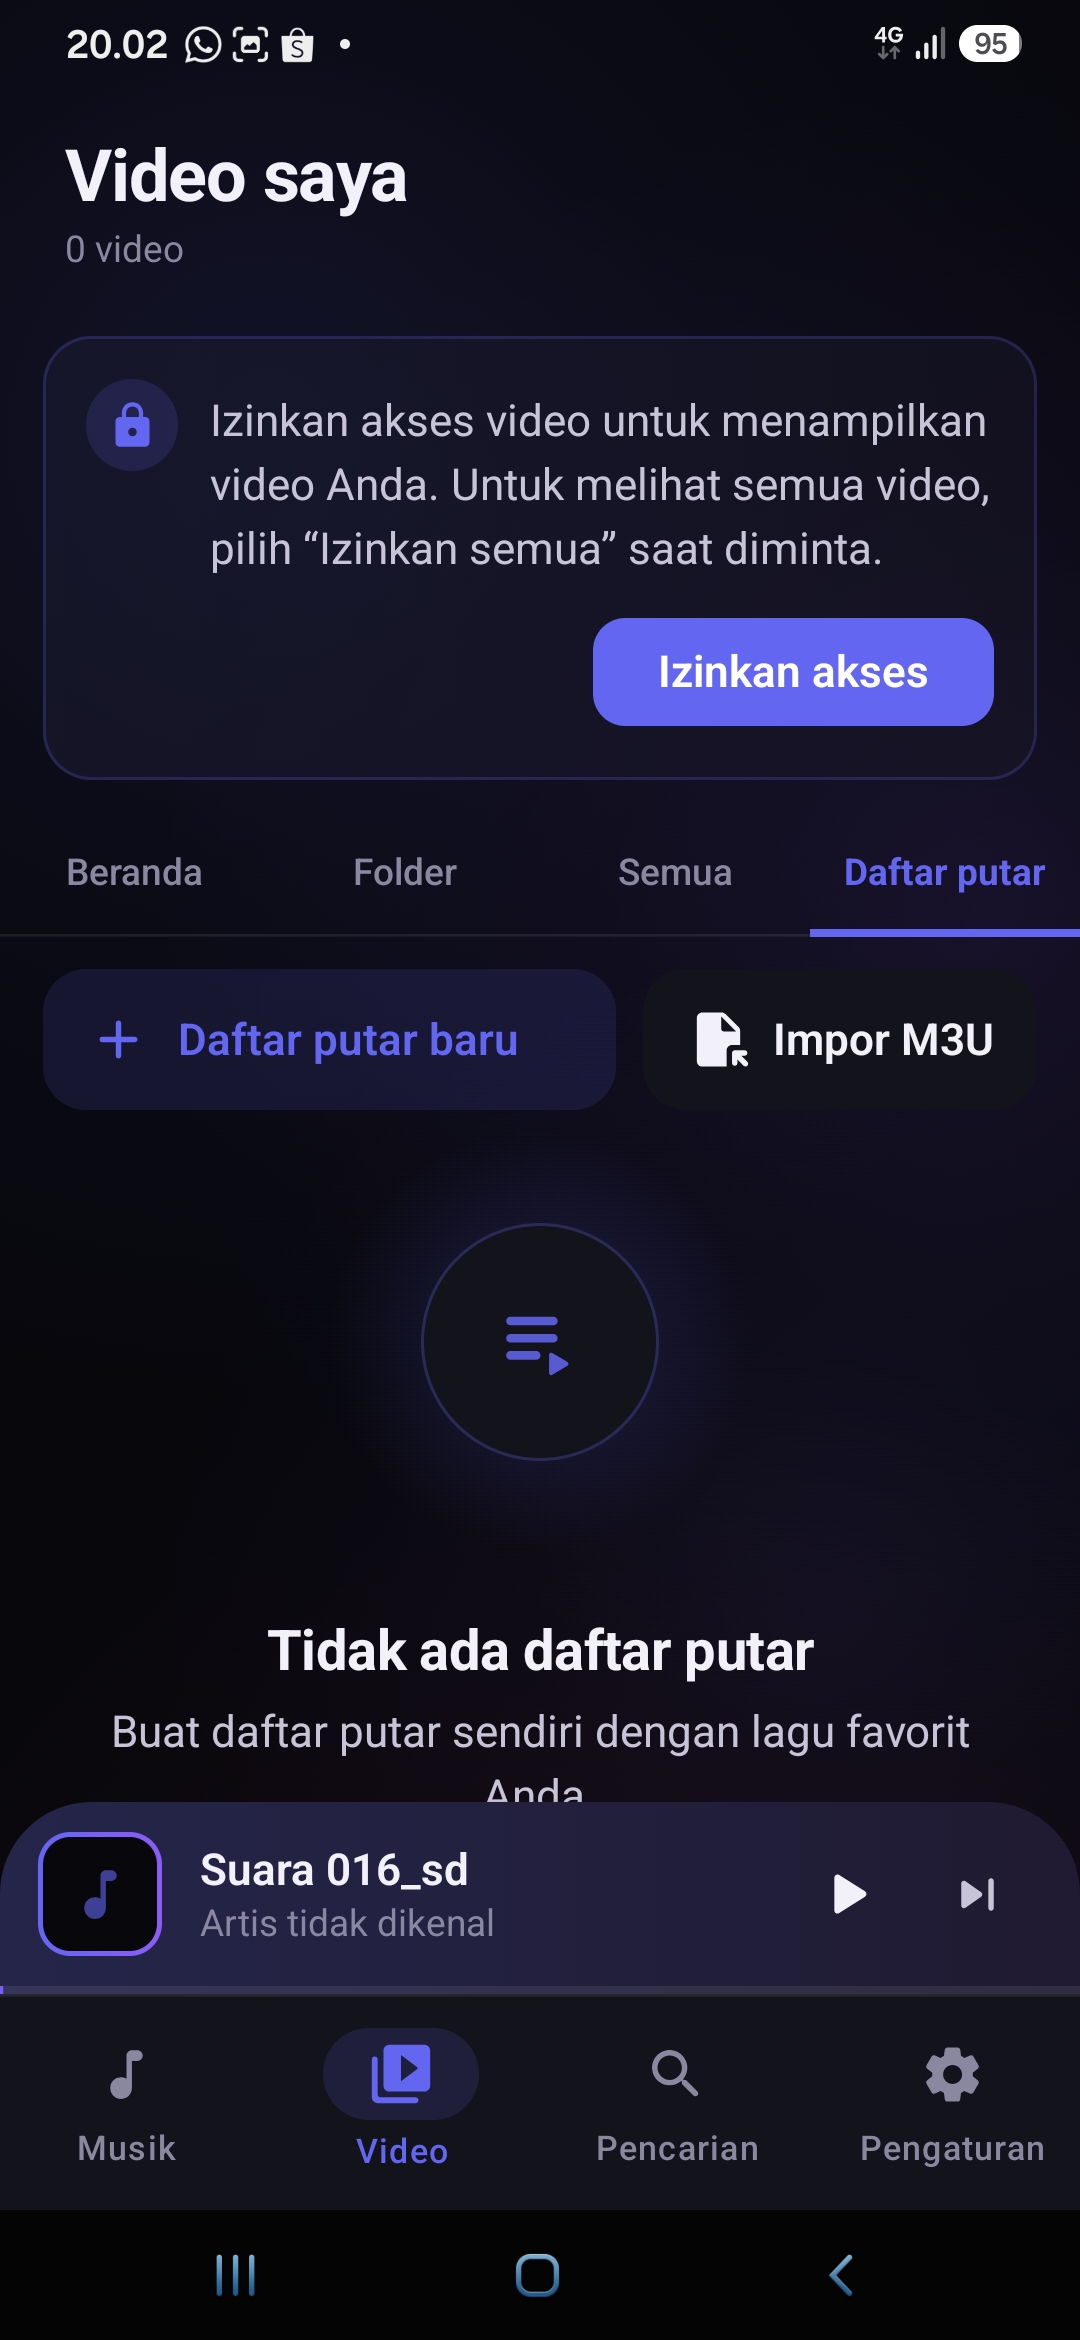 20.02
4G
95
Video saya
0 video
Izinkan akses video untuk menampilkan
video Anda. Untuk melihat semua video,
pilih “Izinkan semua” saat diminta.
Izinkan akses
Beranda
Folder
Semua
Daftar putar
Daftar putar baru
Impor M3U
Tidak ada daftar putar
Buat daftar putar sendiri dengan lagu favorit
Anda
Suara 016_sd
Artis tidak dikenal
Musik
Video
Pencarian
Pengaturan